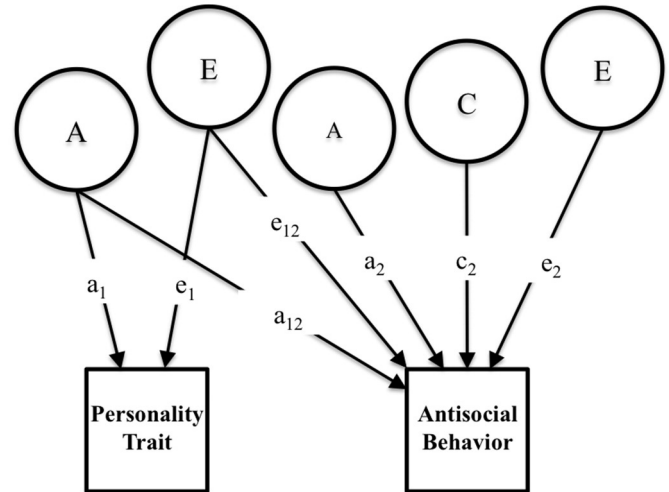 A
E
A
C
E
a1
e1
e12
a12
a2
c2
e2
Personality
Trait
Antisocial
Behavior